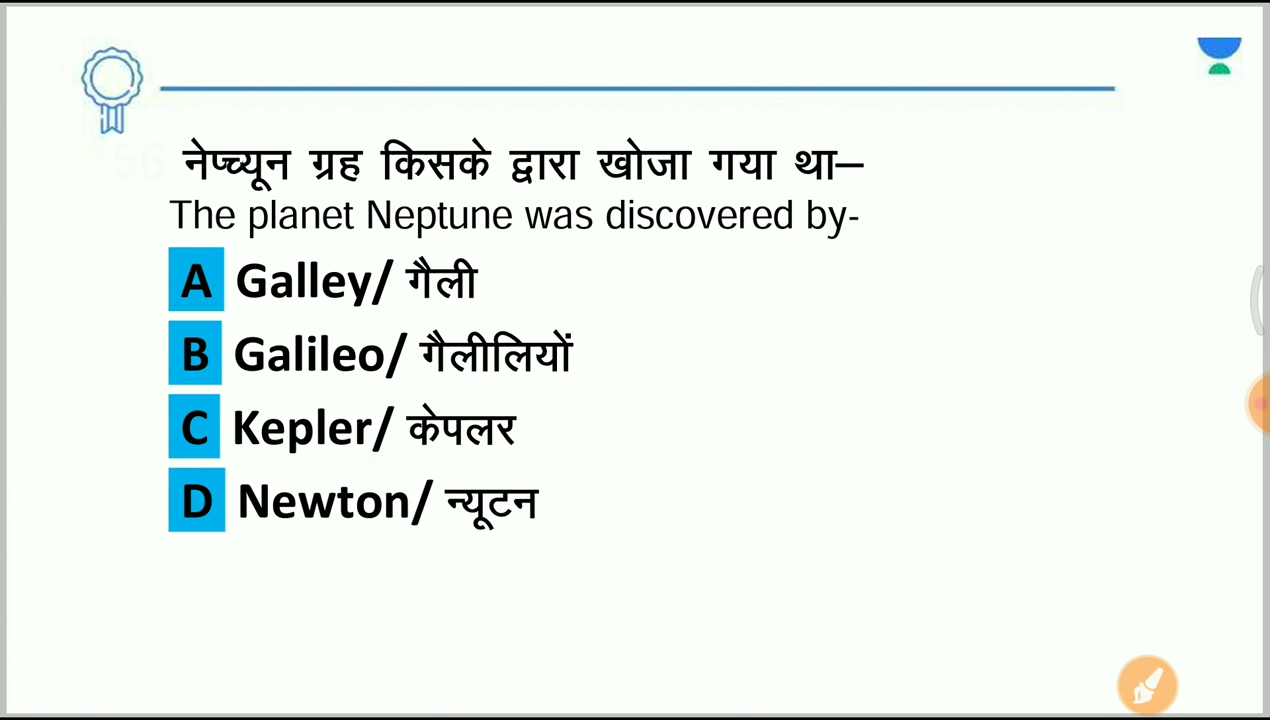 नेप्च्यून ग्रह किसके द्वारा खोजा गया था–
The planet Neptune was discovered by-
A Galley/ गैली
B Galileo/ गैलीलियों
C Kepler/ केपलर
D Newton/ न्यूटन